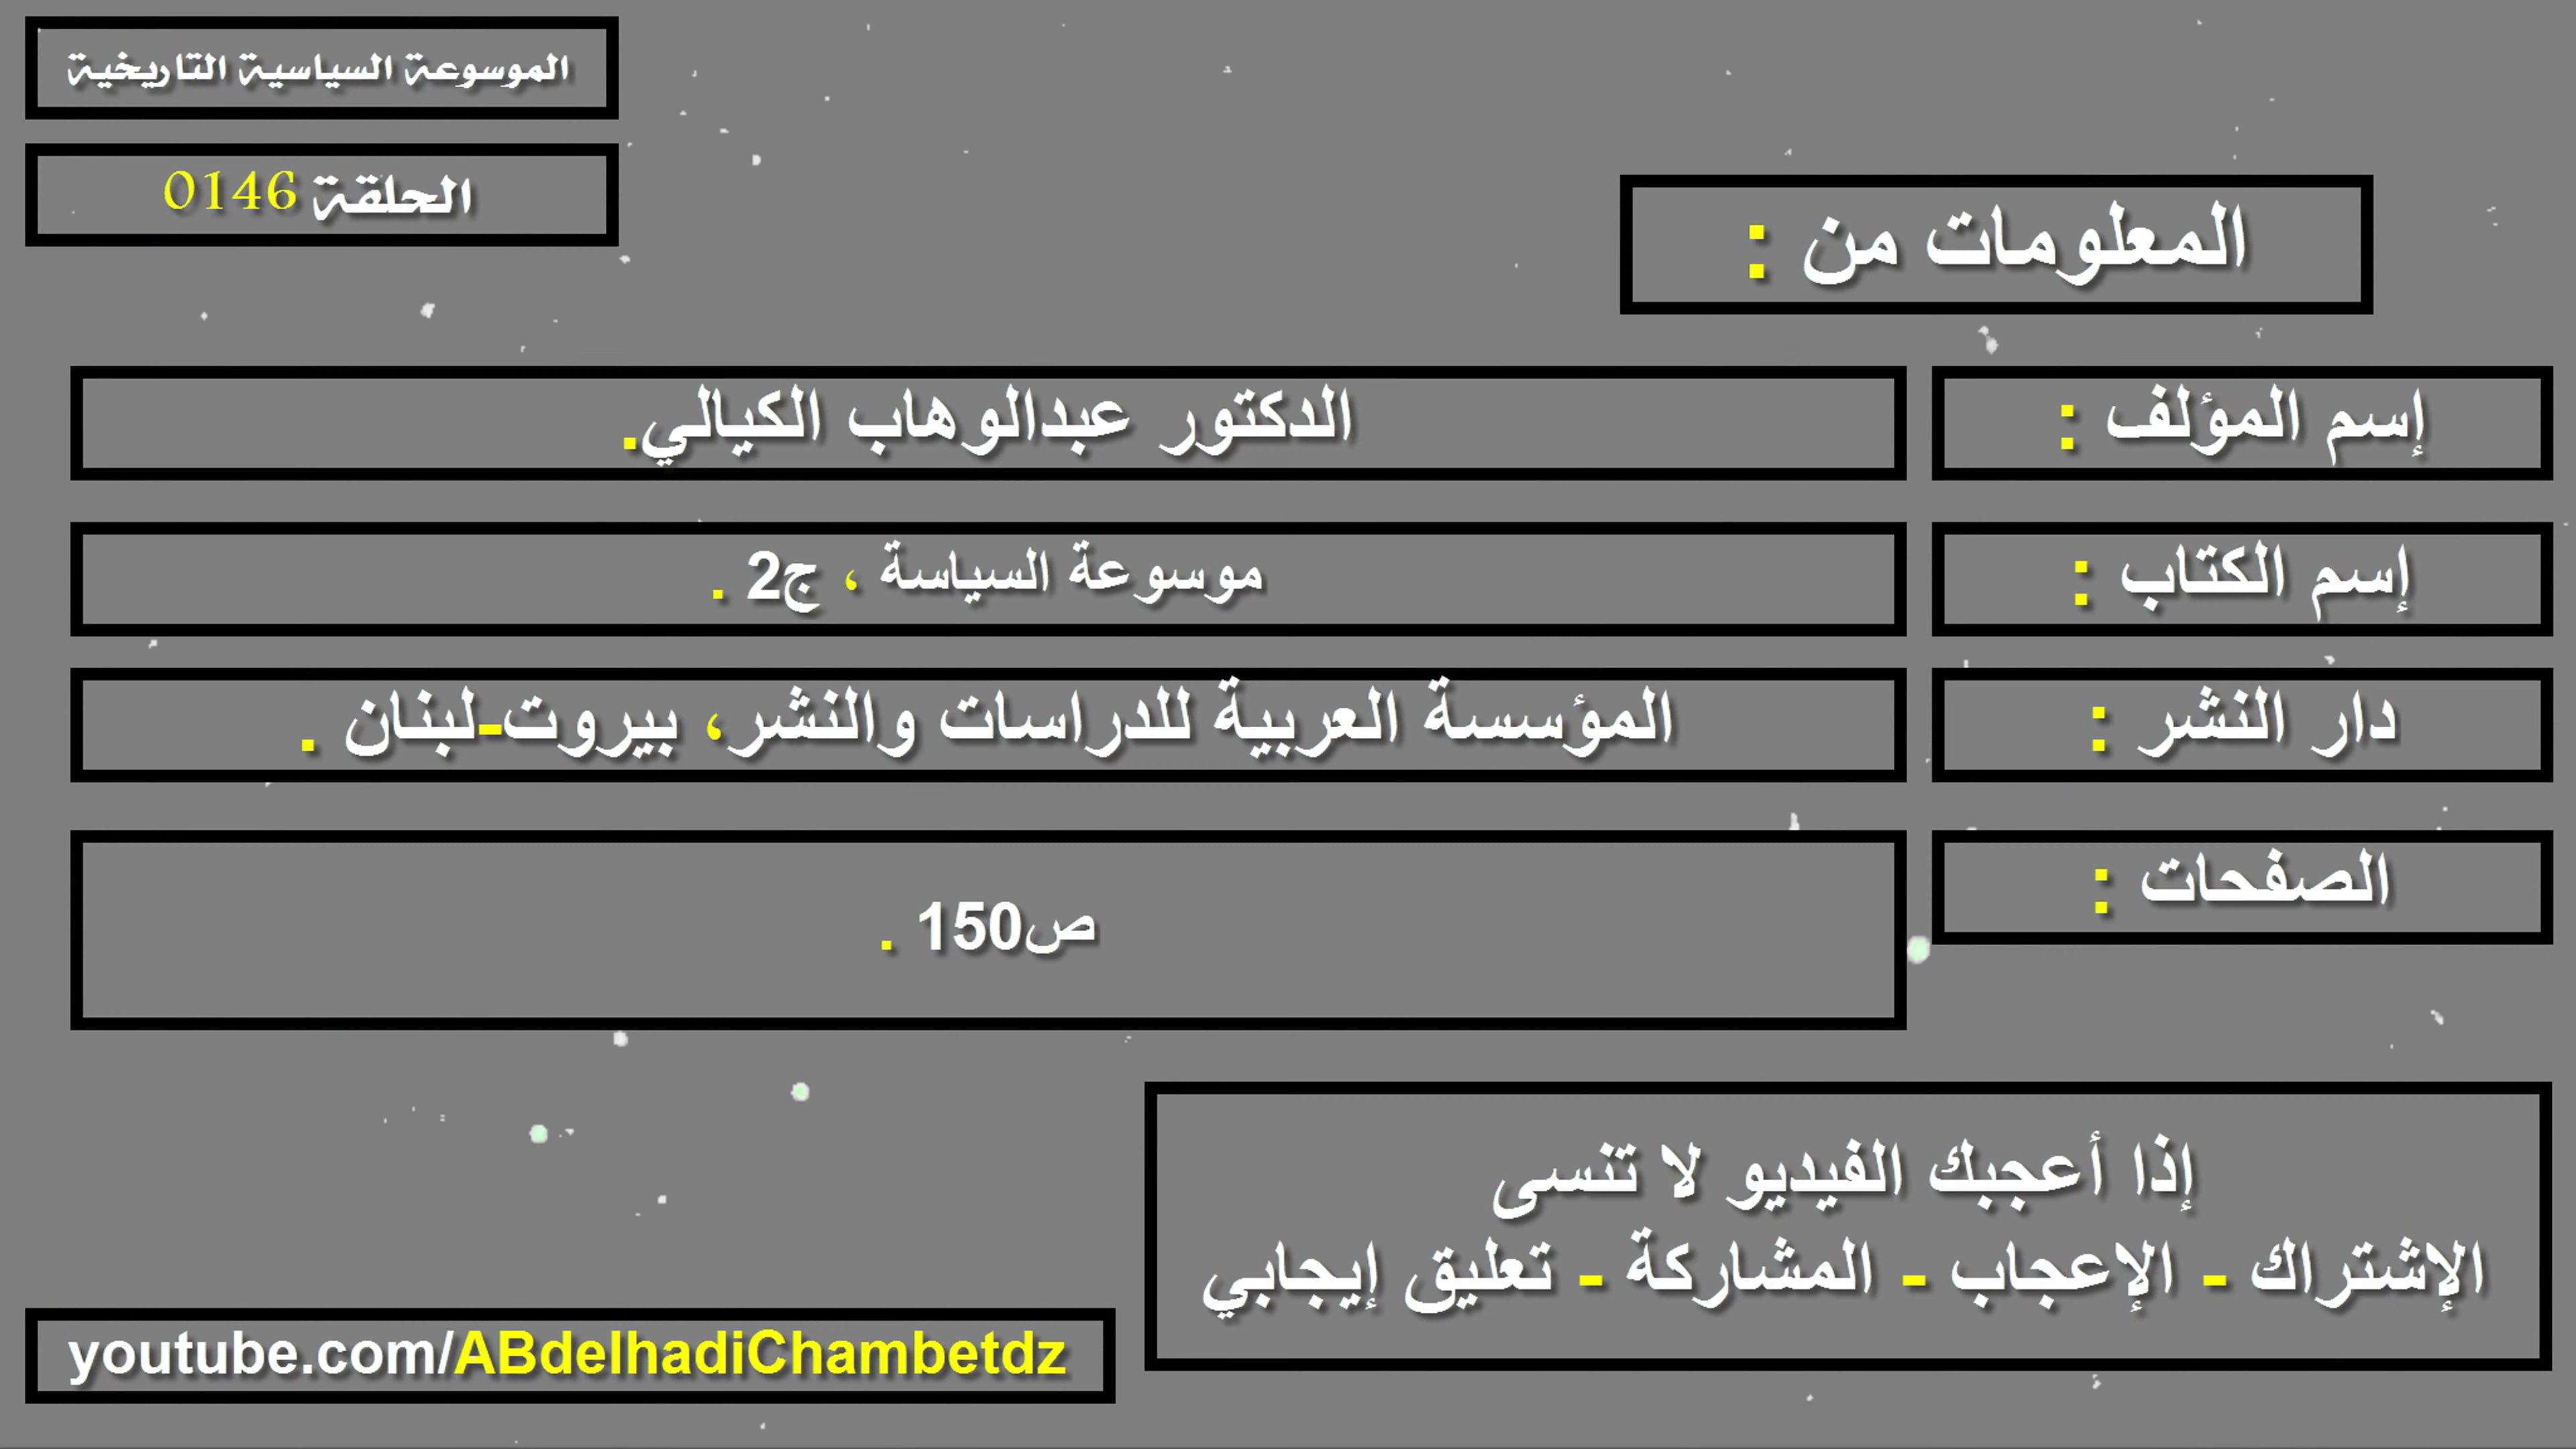 الموسوعة السياسية التاريخية
الحلقة 0146
المعلومات من :
إسم المؤلف :
الدكتور عبدالوهاب الكيالي.
إسم الكتاب :
موسوعة السياسة ، ج2 .
دار النشر :
المؤسسة العربية للدراسات والنشر، بيروت-لبنان .
الصفحات :
ص150 .
إذا أعجبك الفيديو لا تنسى
الإشتراك - الإعجاب - المشاركة - تعليق إيجابي
youtube.com/ABdelhadiChambetdz